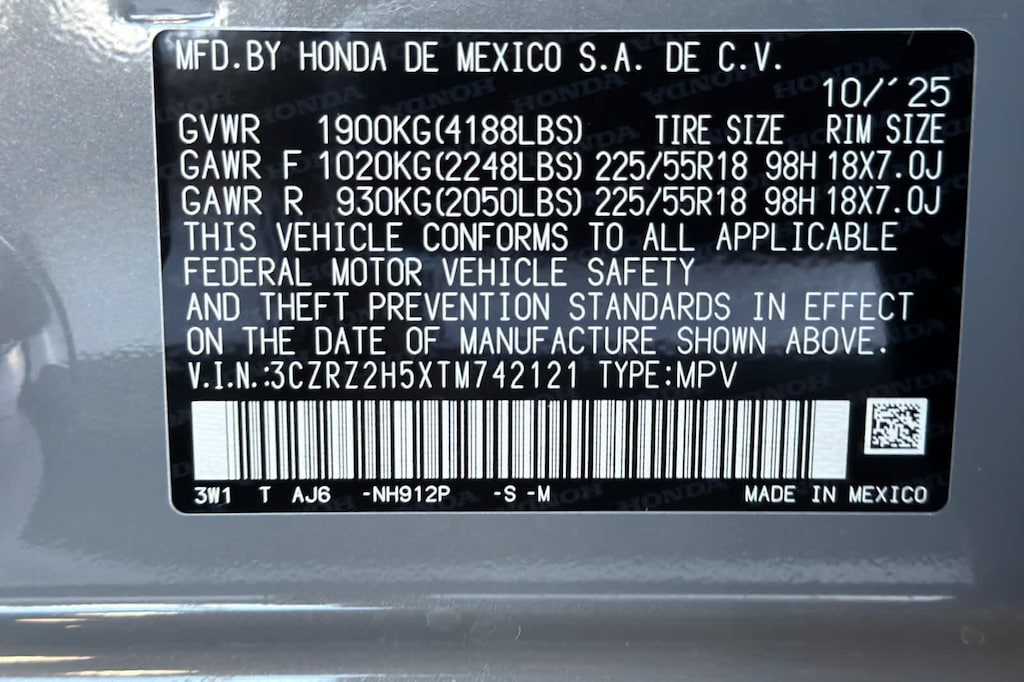 MFD.BY HONDA DE MEXICO S.A. DE C.V.
10/'25
GVWR 1900KG(4188LBS) TIRE SIZE RIM SIZE
GAWR F 1020KG(2248LBS) 225/55R18 98H 18X7.0J
GAWR R 930KG(2050LBS) 225/55R18 98H 18X7.0J
THIS VEHICLE CONFORMS TO ALL APPLICABLE
FEDERAL MOTOR VEHICLE SAFETY
AND THEFT PREVENTION STANDARDS IN EFFECT
ON THE DATE OF MANUFACTURE SHOWN ABOVE.
V.I.N.:3CZRZ2H5XTM742121 TYPE:MPV
3W1 T AJ6 -NH912P -S -M MADE IN MEXICO